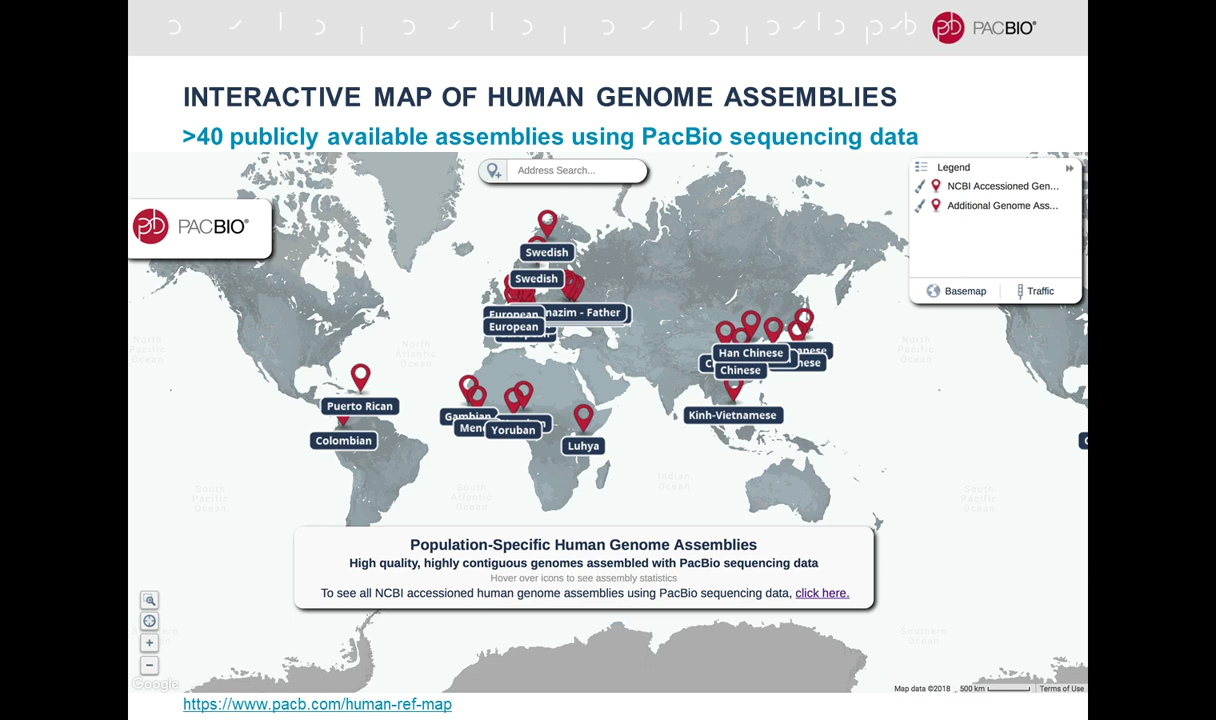 PACBIO®
INTERACTIVE MAP OF HUMAN GENOME ASSEMBLIES
>40 publicly available assemblies using PacBio sequencing data
Address Search...
Legend
NCBI Accessioned Gen...
Additional Genome Ass...
Basemap
Traffic
PACBIO®
Swedish
Swedish
European
nazim - Father
European
North
Pacific
Ocean
North
Atlantic
Ocean
North
Pacific
Ocean
Han Chinese
anese
Chinese
nese
Puerto Rican
Colombian
Gambian
Men
Yoruban
Luhya
Kinh-Vietnamese
South
Pacific
Ocean
South
Atlantic
Ocean
Indian
Ocean
South
Pacific
Ocean
Population-Specific Human Genome Assemblies
High quality, highly contiguous genomes assembled with PacBio sequencing data
Hover over icons to see assembly statistics
To see all NCBI accessioned human genome assemblies using PacBio sequencing data, click here.
Southern
Ocean
Google
Map data ©2018
500 km
Terms of Use
https://www.pacb.com/human-ref-map